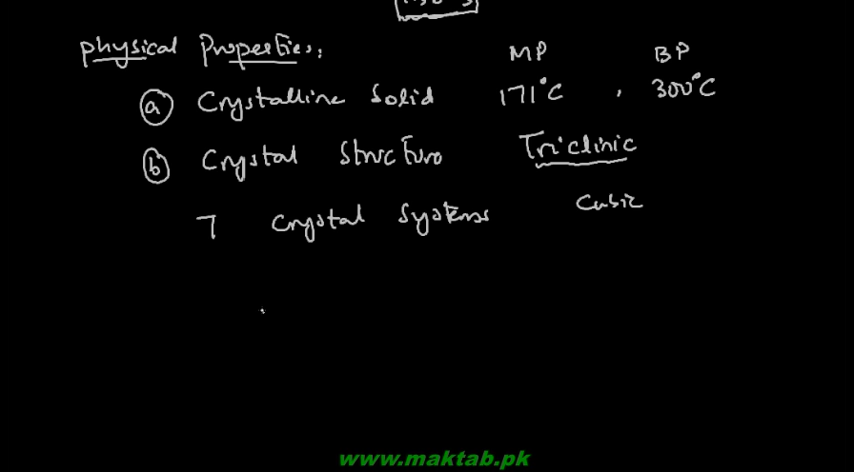 Physical Properties: MP BP
(a) Crystalline Solid 171°C , 300°C
(b) Crystal Structure Triclinic
7 Crystal Systems Cubic
www.maktab.pk